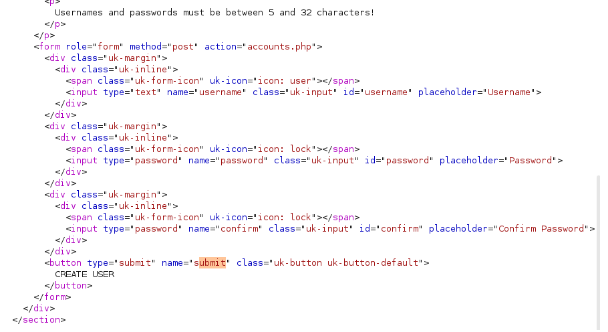 <p>
Usernames and passwords must be between 5 and 32 characters!
</p>
</p>
<form role="form" method="post" action="accounts.php">
<div class="uk-margin">
<div class="uk-inline">
<span class="uk-form-icon" uk-icon="icon: user"></span>
<input type="text" name="username" class="uk-input" id="username" placeholder="Username">
</div>
</div>
<div class="uk-margin">
<div class="uk-inline">
<span class="uk-form-icon" uk-icon="icon: lock"></span>
<input type="password" name="password" class="uk-input" id="password" placeholder="Password">
</div>
</div>
<div class="uk-margin">
<div class="uk-inline">
<span class="uk-form-icon" uk-icon="icon: lock"></span>
<input type="password" name="confirm" class="uk-input" id="confirm" placeholder="Confirm Password">
</div>
</div>
<button type="submit" name="submit" class="uk-button uk-button-default">
CREATE USER
</button>
</form>
</div>
</section>